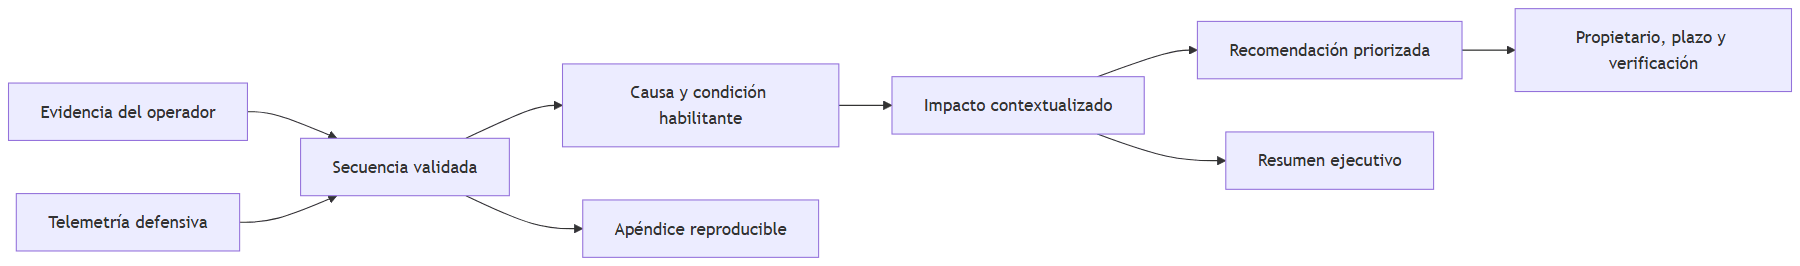 Evidencia del operador
Telemetría defensiva
Secuencia validada
Causa y condición
habilitante
Apéndice reproducible
Impacto contextualizado
Recomendación priorizada
Resumen ejecutivo
Propietario, plazo y
verificación